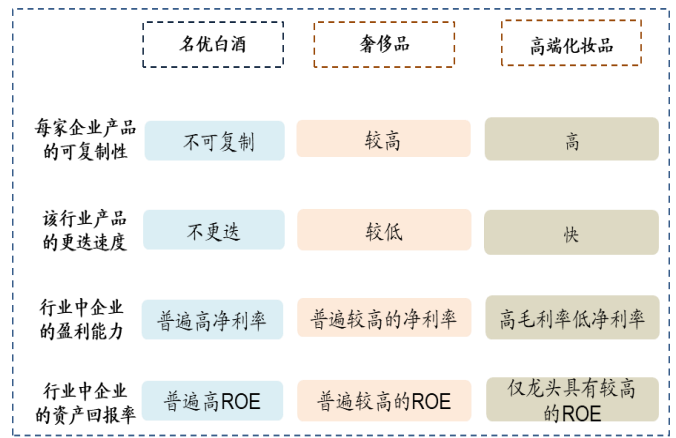 名优白酒 奢侈品 高端化妆品
每家企业产品
的可复制性
不可复制 较高 高
该行业产品
的更迭速度
不更迭 较低 快
行业中企业
的盈利能力
普遍高净利率 普遍较高的净利率 高毛利率低净利率
行业中企业
的资产回报率
普遍高ROE 普遍较高的ROE 仅龙头具有较高
的ROE